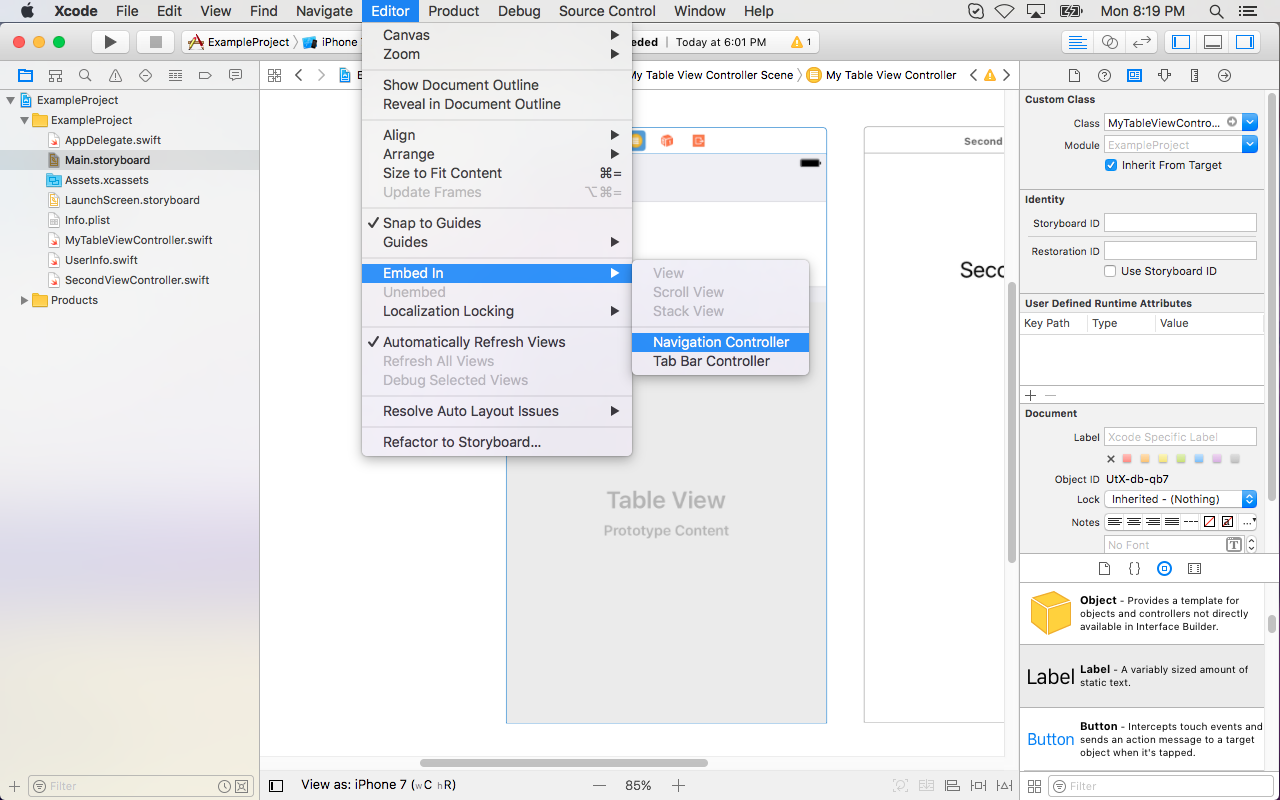 Xcode File Edit View Find Navigate Editor Product Debug Source Control Window Help Mon 8:19 PM
ExampleProject iPhone 7 eded | Today at 6:01 PM 1
E My Table View Controller Scene My Table View Controller
ExampleProject
ExampleProject
AppDelegate.swift
Main.storyboard
Assets.xcassets
LaunchScreen.storyboard
Info.plist
MyTableViewController.swift
UserInfo.swift
SecondViewController.swift
Products
Filter
Canvas
Zoom
Show Document Outline
Reveal in Document Outline
Align
Arrange
Size to Fit Content ⌘=
Update Frames ⌥⌘=
✓ Snap to Guides
Guides
Embed In
Unembed
Localization Locking
✓ Automatically Refresh Views
Refresh All Views
Debug Selected Views
Resolve Auto Layout Issues
Refactor to Storyboard...
View
Scroll View
Stack View
Navigation Controller
Tab Bar Controller
Table View
Prototype Content
Second
Seco
View as: iPhone 7 (wC hR)
85%
Custom Class
Class MyTableViewContro...
Module ExampleProject
Inherit From Target
Identity
Storyboard ID
Restoration ID
Use Storyboard ID
User Defined Runtime Attributes
Key Path Type Value
Document
Label Xcode Specific Label
Object ID UtX-db-qb7
Lock Inherited - (Nothing)
Notes
No Font
Object - Provides a template for
objects and controllers not directly
available in Interface Builder.
Label
Label - A variably sized amount of
static text.
Button
Button - Intercepts touch events and
sends an action message to a target
object when it's tapped.
Filter